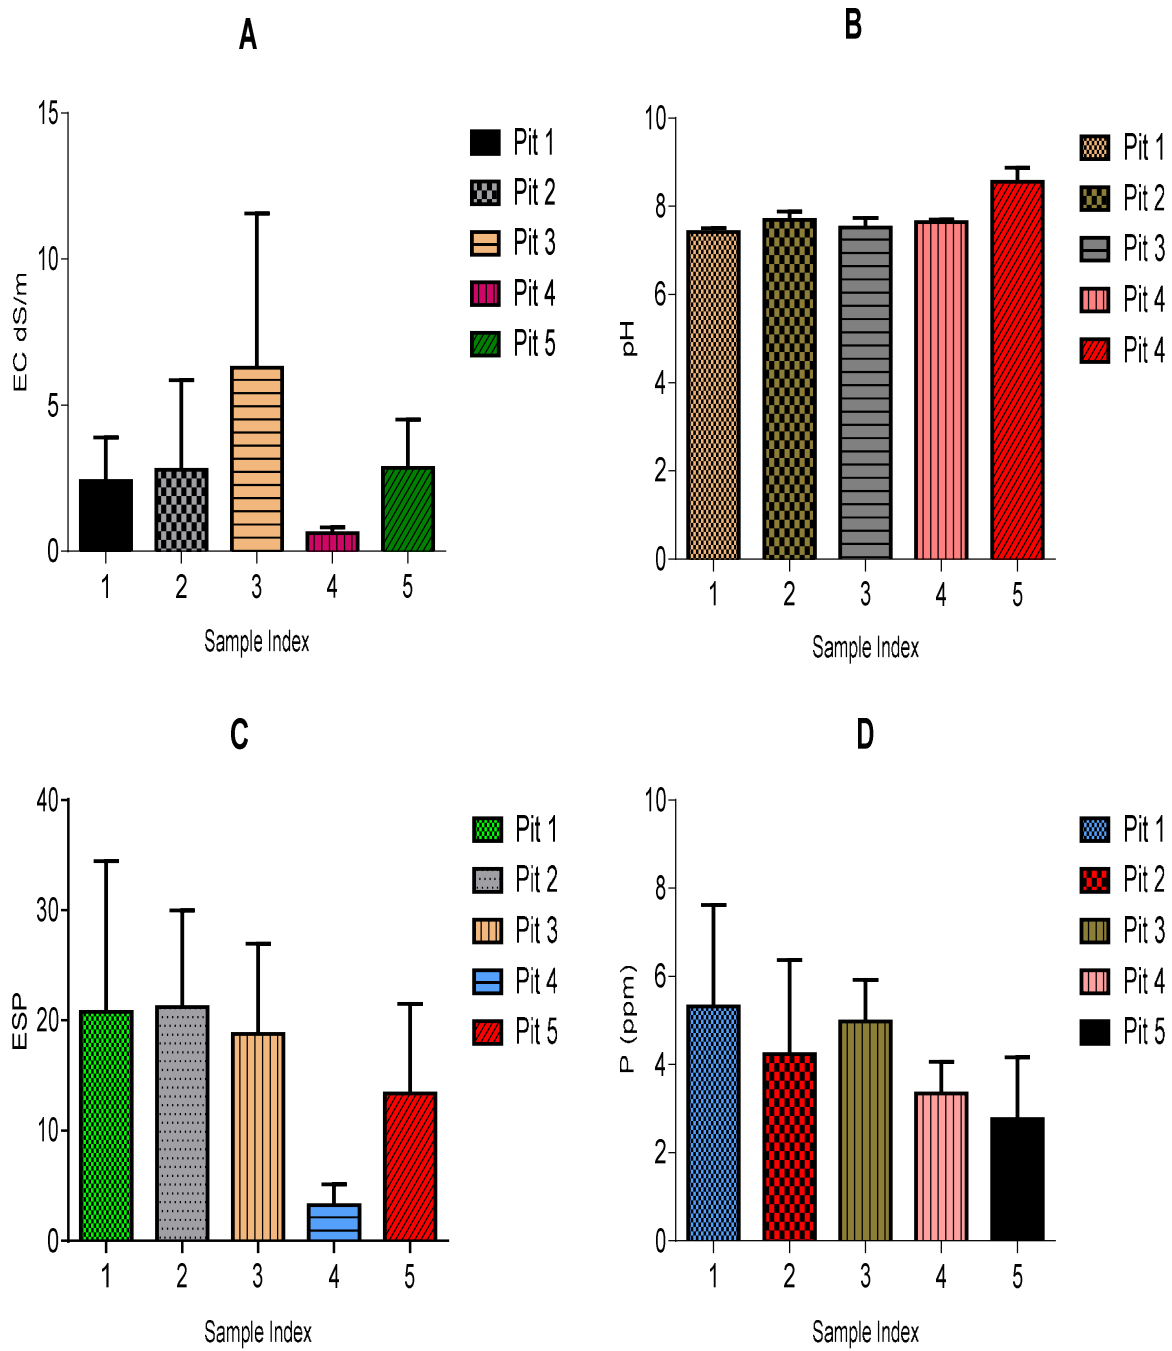 A
EC dS/m
15
10
5
0
1 2 3 4 5
Sample Index
Pit 1
Pit 2
Pit 3
Pit 4
Pit 5
B
pH
10
8
6
4
2
0
1 2 3 4 5
Sample Index
Pit 1
Pit 2
Pit 3
Pit 4
Pit 4
C
ESP
40
30
20
10
0
1 2 3 4 5
Sample Index
Pit 1
Pit 2
Pit 3
Pit 4
Pit 5
D
P (ppm)
10
8
6
4
2
0
1 2 3 4 5
Sample Index
Pit 1
Pit 2
Pit 3
Pit 4
Pit 5